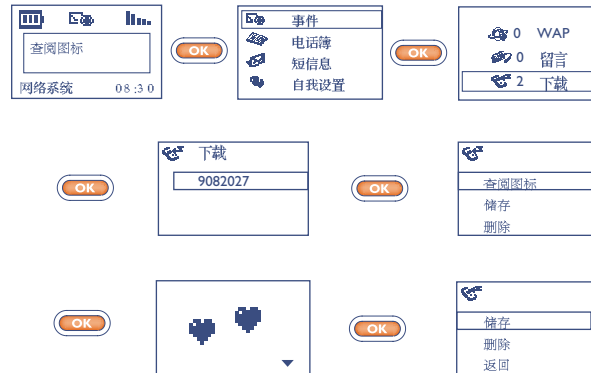 查阅图标
网络系统 08:30
OK
事件
电话簿
短信息
自我设置
OK
0 WAP
0 留言
2 下载
OK
下载
9082027
OK
查阅图标
储存
删除
OK
OK
储存
删除
返回